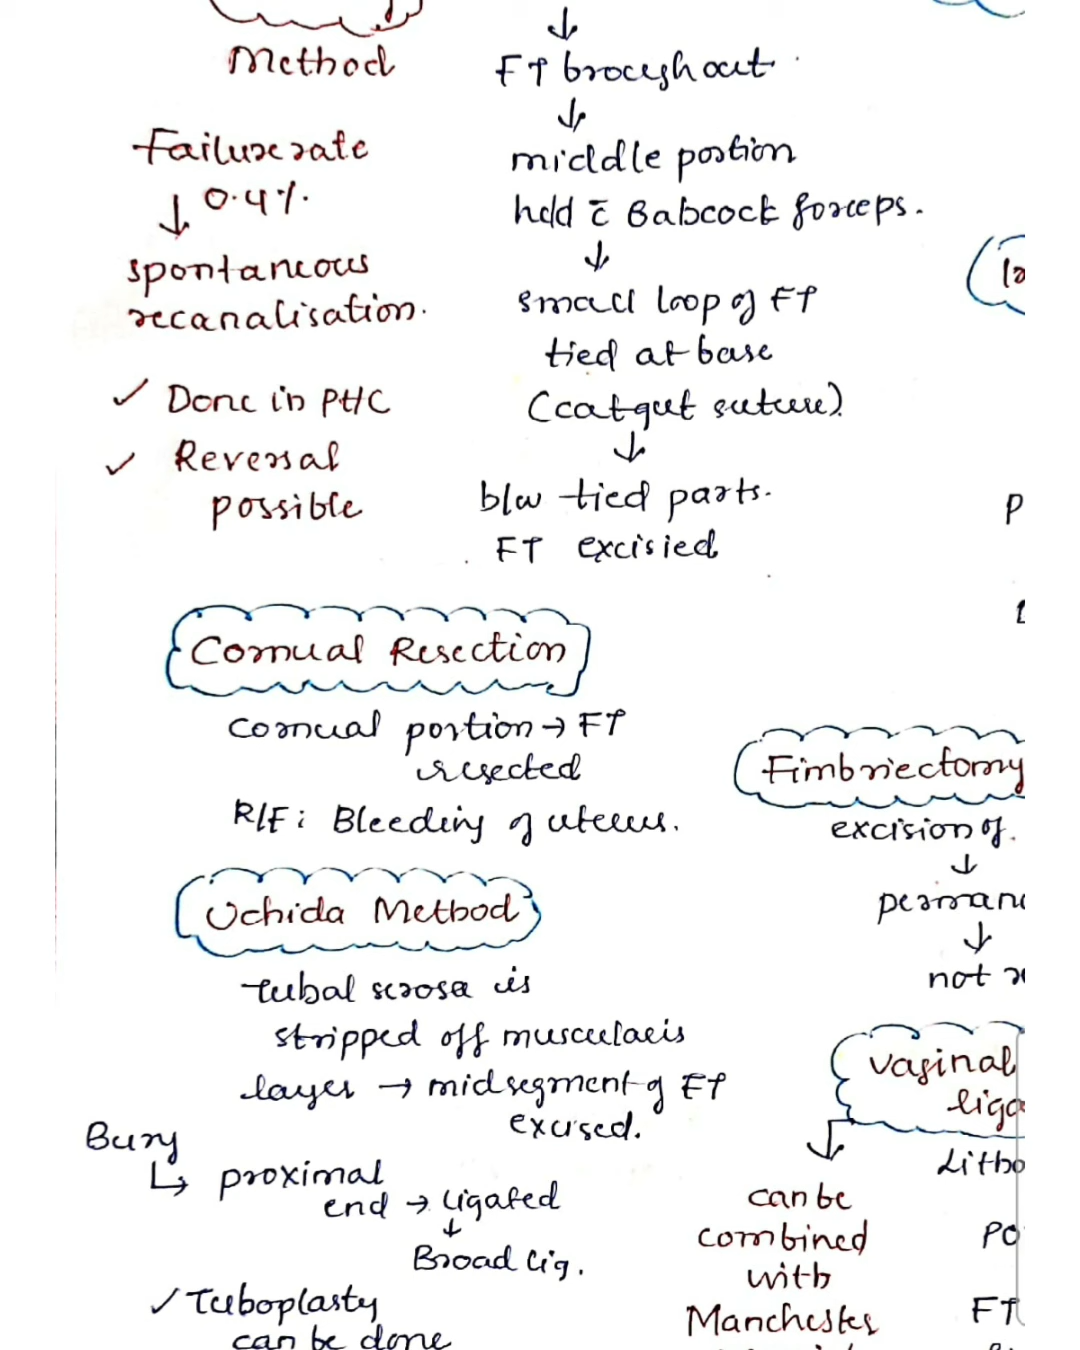 Method
Failure rate
↓ 0.4%.
spontaneous
recanalisation.
✓ Done in PHC
✓ Reversal
possible
↓
FT brought out
↓
middle portion
held c̄ Babcock forceps.
↓
small loop of FT
tied at base
(catgut suture)
↓
b/w tied parts.
FT excisied
Cornual Resection
cornual portion → FT
resected
R/F: Bleeding of uterus.
Uchida Method
tubal serosa is
stripped off muscularis
layer → midsegment of FT
excised.
Bury
↳ proximal
end → ligated
↓
Broad lig.
✓ Tuboplasty
can be done
Fimbriectomy
excision of.
↓
↓
not
Vaginal
↓
can be
combined
with
Manchester
FT